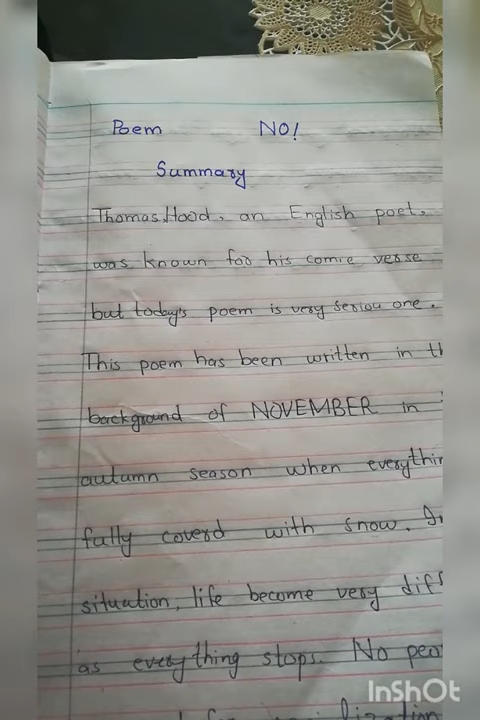 Poem NO!
Summary
Thomas Hood, an English poet,
was known for his comic verse
but today's poem is very seriou one.
This poem has been written in th
background of NOVEMBER in
autumn season when everythin
fully coverd with snow. In
situation, life become very diff
as everything stops. No peo
InShOt